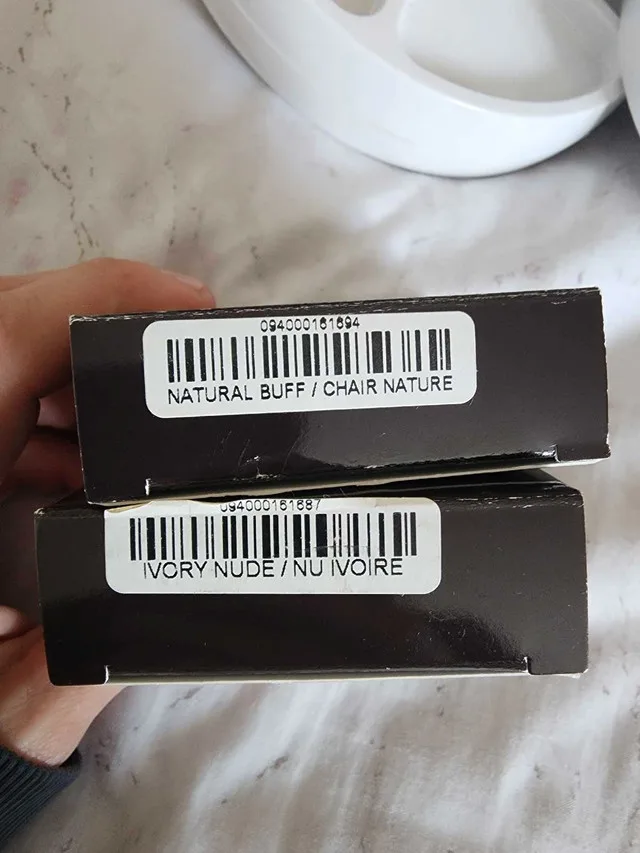 094000161694
NATURAL BUFF / CHAIR NATURE
094000161687
IVORY NUDE / NU IVOIRE